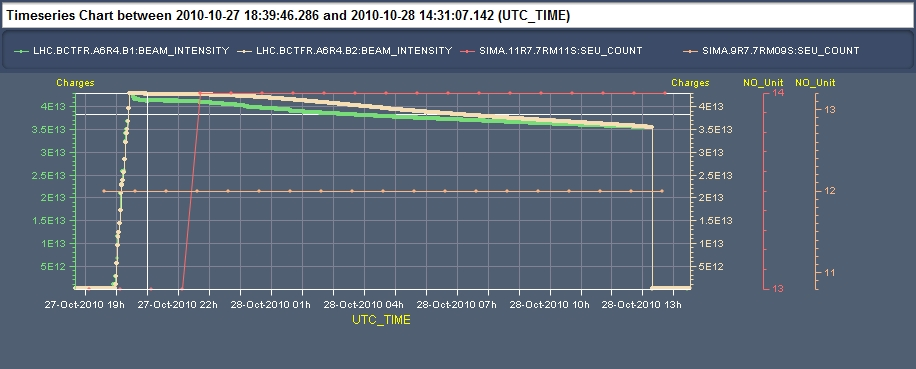 Timeseries Chart between 2010-10-27 18:39:46.286 and 2010-10-28 14:31:07.142 (UTC_TIME)
LHC.BCTFR.A6R4.B1:BEAM_INTENSITY LHC.BCTFR.A6R4.B2:BEAM_INTENSITY SIMA.11R7.7RM11S:SEU_COUNT SIMA.9R7.7RM09S:SEU_COUNT
Charges Charges NO_Unit NO_Unit
14
4E13 4E13 13
3.5E13 3.5E13
3E13 3E13
2.5E13 2.5E13
2E13 2E13 12
1.5E13 1.5E13
1E13 1E13
5E12 5E12 11
13
27-Oct-2010 19h 27-Oct-2010 22h 28-Oct-2010 01h 28-Oct-2010 04h 28-Oct-2010 07h 28-Oct-2010 10h 28-Oct-2010 13h
UTC_TIME